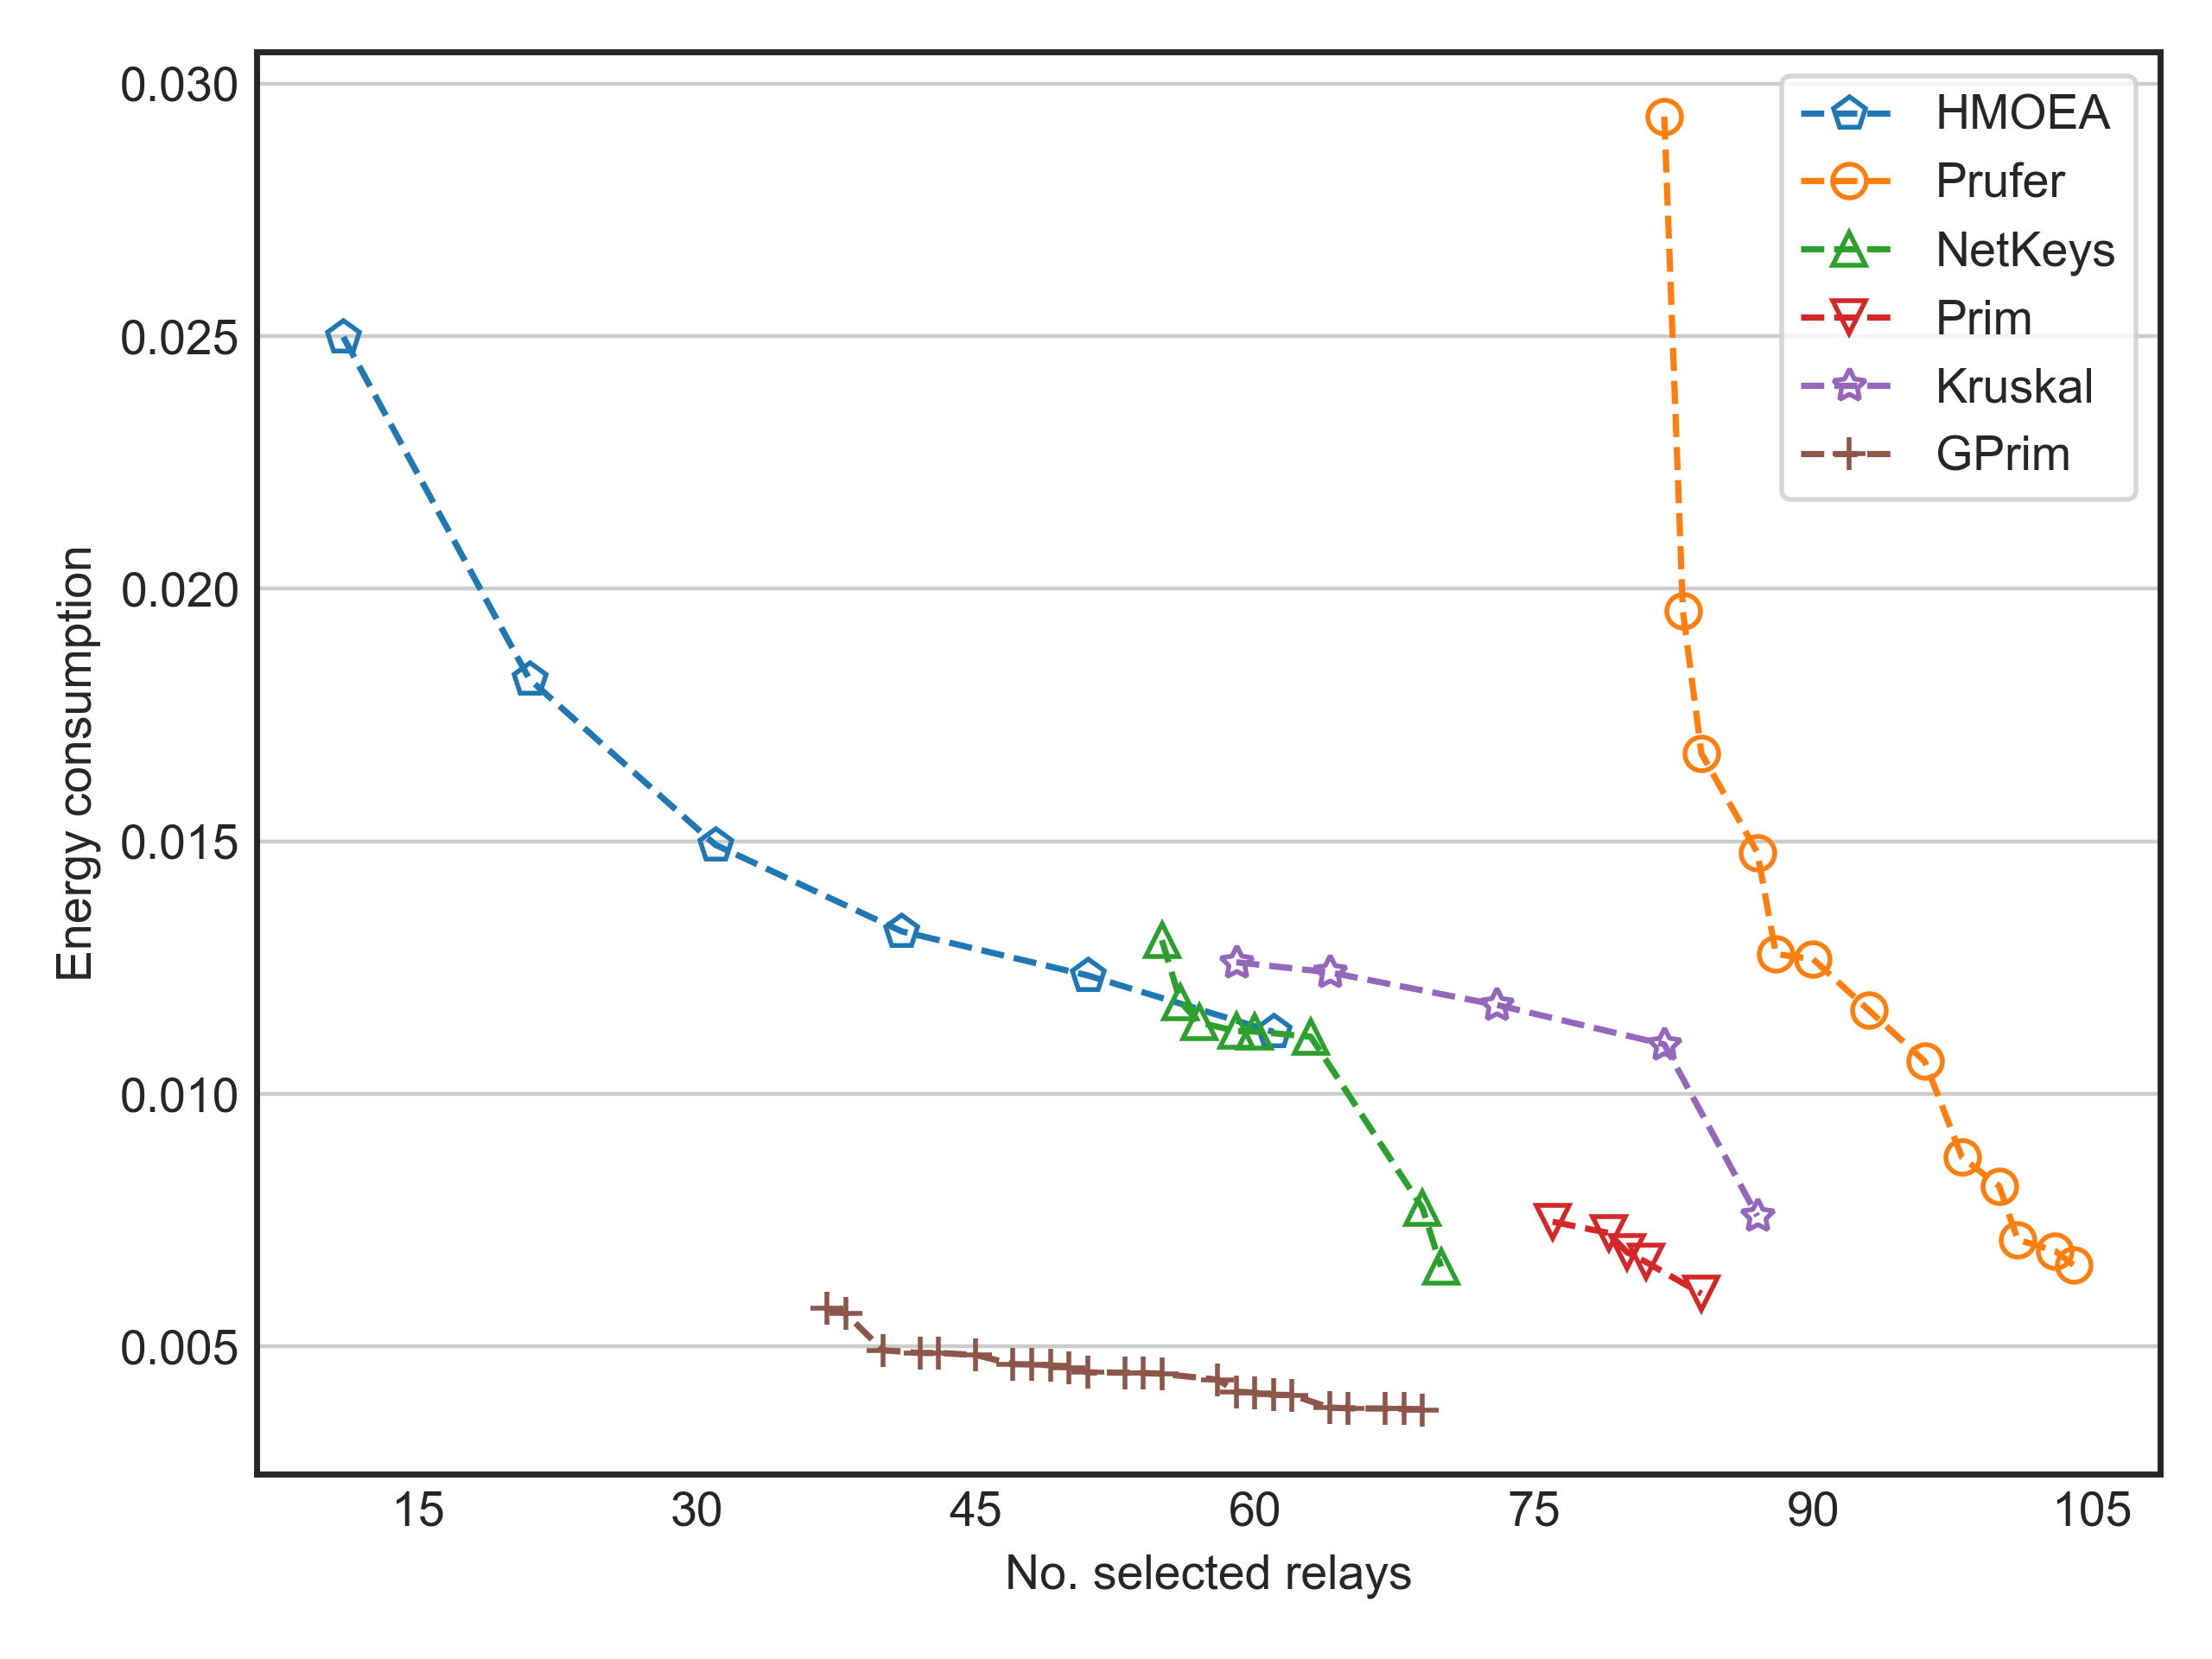 0.030
0.025
0.020
0.015
0.010
0.005
Energy consumption
15 30 45 60 75 90 105
No. selected relays
HMOEA
Prufer
NetKeys
Prim
Kruskal
GPrim